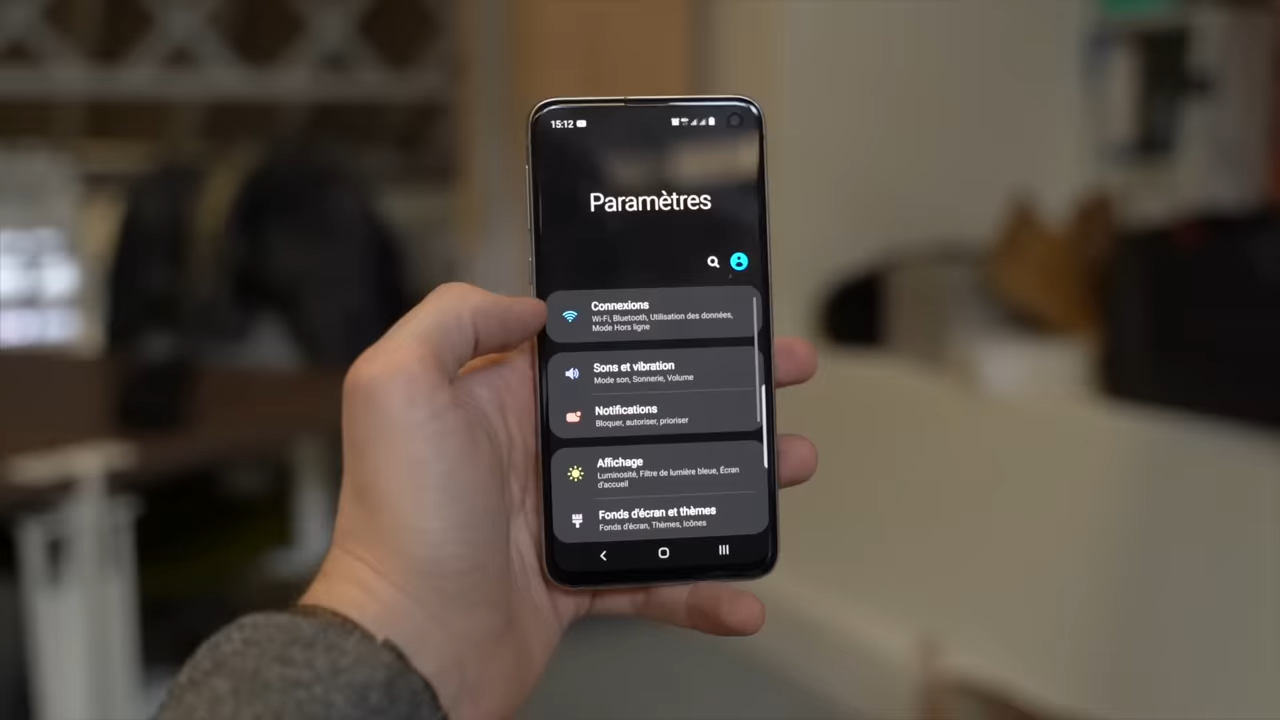 15:12
Paramètres
Connexions
Wi-Fi, Bluetooth, Utilisation des données,
Mode Hors ligne
Sons et vibration
Mode son, Sonnerie, Volume
Notifications
Bloquer, autoriser, prioriser
Affichage
Luminosité, Filtre de lumière bleue, Écran
d'accueil
Fonds d'écran et thèmes
Fonds d'écran, Thèmes, Icônes